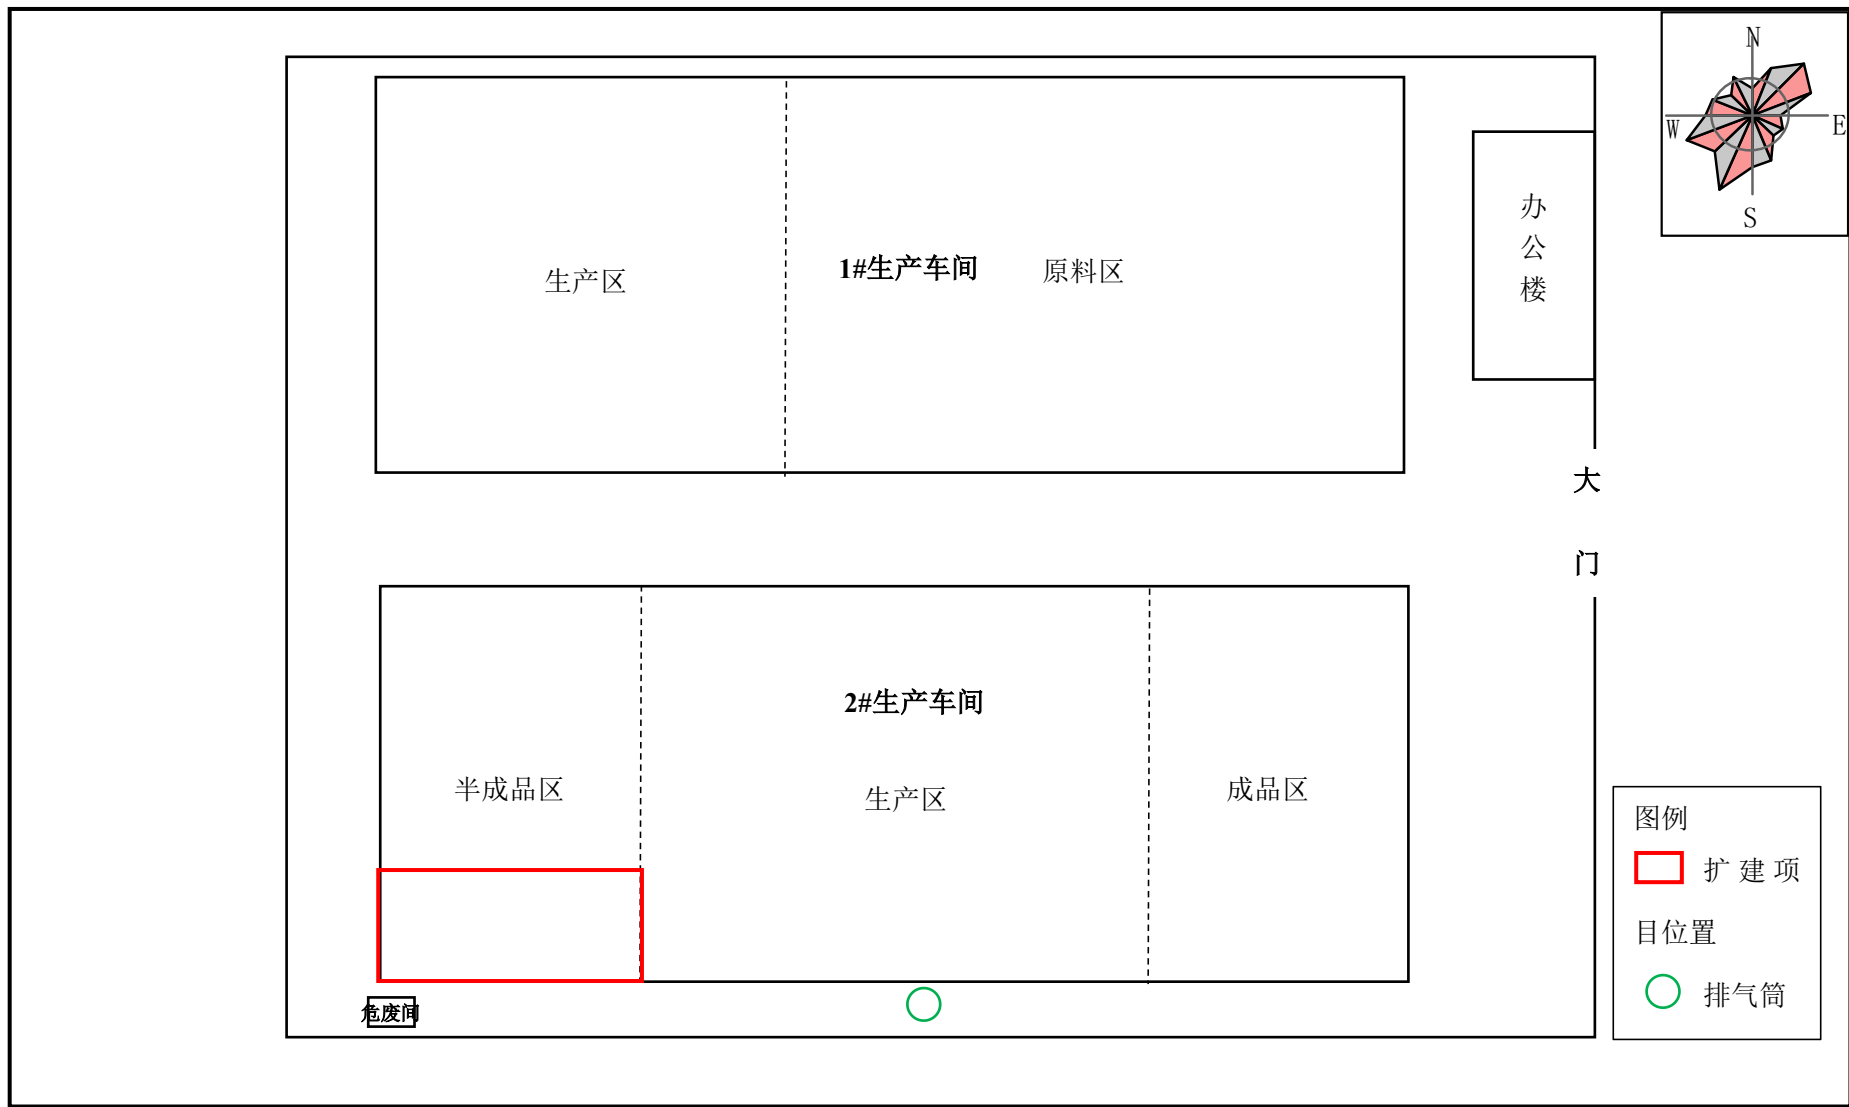 N
W
E
S
办
公
楼
生产区
1#生产车间
原料区
大
门
2#生产车间
半成品区
生产区
成品区
危废间
图例
扩建项
目位置
排气筒